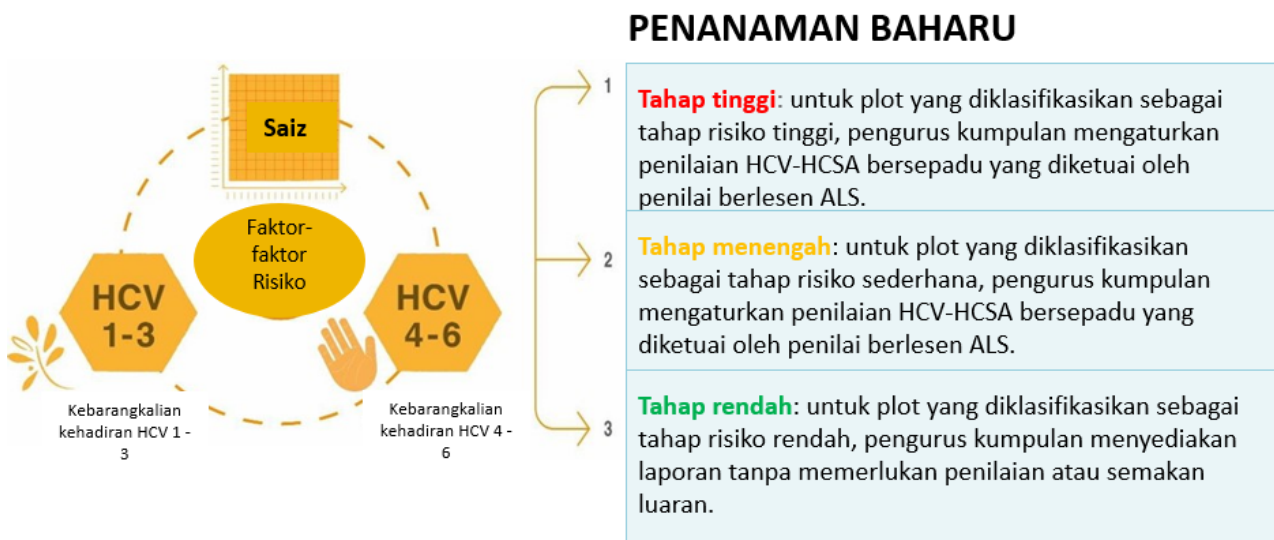 PENANAMAN BAHARU
Saiz
Faktor-
faktor
Risiko
HCV
1-3
HCV
4-6
Kebarangkalian
kehadiran HCV 1 -
3
Kebarangkalian
kehadiran HCV 4 -
6
1
Tahap tinggi: untuk plot yang diklasifikasikan sebagai
tahap risiko tinggi, pengurus kumpulan mengaturkan
penilaian HCV-HCSA bersepadu yang diketuai oleh
penilai berlesen ALS.
2
Tahap menengah: untuk plot yang diklasifikasikan
sebagai tahap risiko sederhana, pengurus kumpulan
mengaturkan penilaian HCV-HCSA bersepadu yang
diketuai oleh penilai berlesen ALS.
3
Tahap rendah: untuk plot yang diklasifikasikan sebagai
tahap risiko rendah, pengurus kumpulan menyediakan
laporan tanpa memerlukan penilaian atau semakan
luaran.